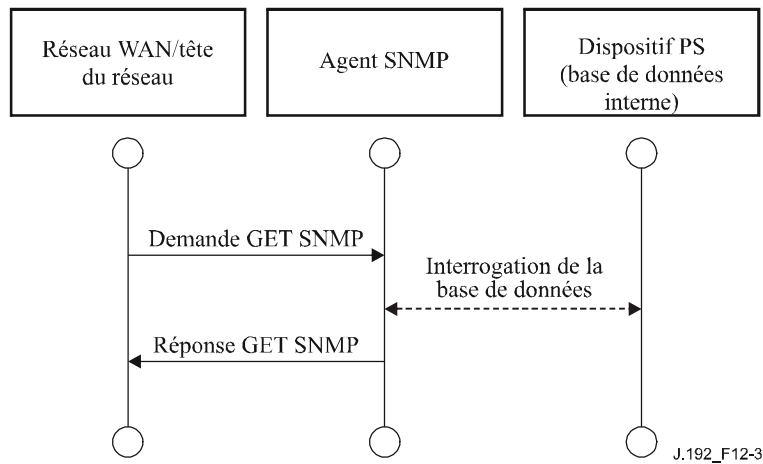 Réseau WAN/tête
du réseau
Agent SNMP
Dispositif PS
(base de données
interne)
Demande GET SNMP
Interrogation de la
base de données
Réponse GET SNMP
J.192_F12-3